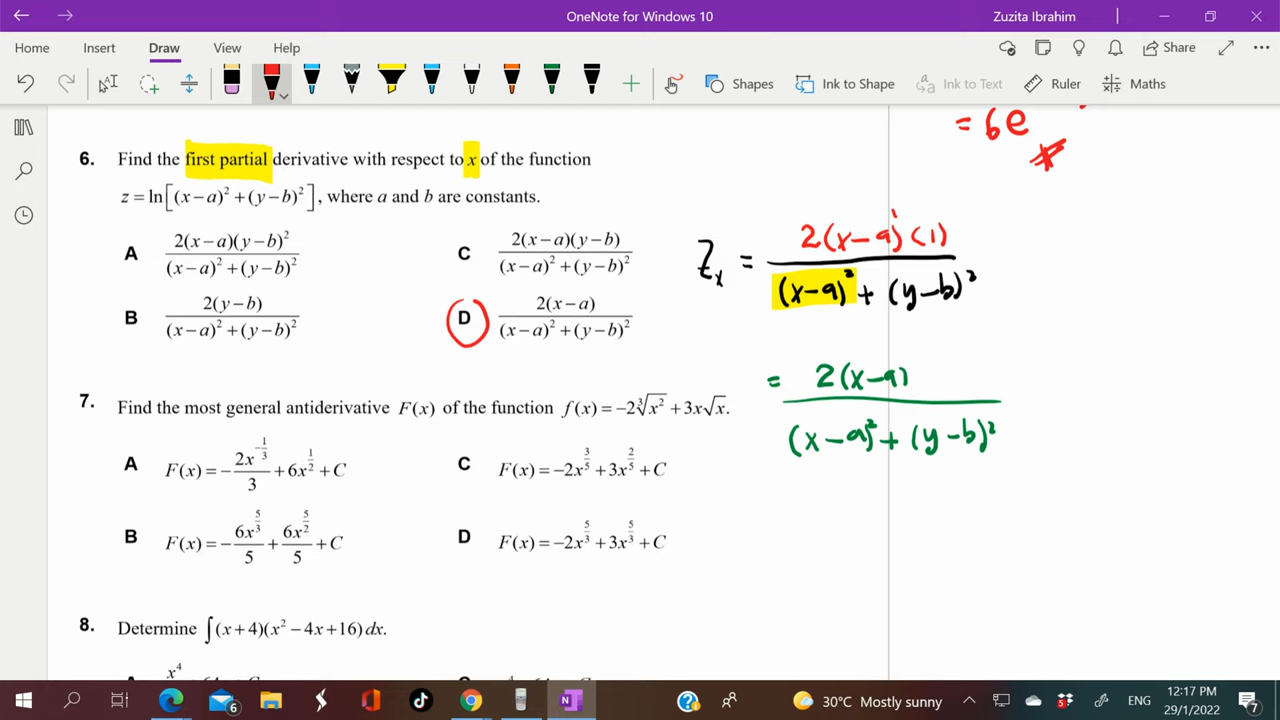 OneNote for Windows 10
Zuzita Ibrahim
Home Insert Draw View Help
Share
Shapes Ink to Shape Ink to Text Ruler Maths
= 6e
6. Find the first partial derivative with respect to x of the function
z = ln[(x−a)² + (y−b)²], where a and b are constants.
A 2(x−a)(y−b)² / (x−a)² + (y−b)²
C 2(x−a)(y−b) / (x−a)² + (y−b)²
B 2(y−b) / (x−a)² + (y−b)²
D 2(x−a) / (x−a)² + (y−b)²
Zx = 2(x−a)¹(1) / (x−a)² + (y−b)²
= 2(x−a) / (x−a)² + (y−b)²
7. Find the most general antiderivative F(x) of the function f(x) = −2∛x² + 3x√x.
A F(x) = −2x^(−1/3)/3 + 6x^(1/2) + C
C F(x) = −2x^(3/5) + 3x^(2/5) + C
B F(x) = −6x^(5/3)/5 + 6x^(5/2)/5 + C
D F(x) = −2x^(5/3) + 3x^(5/3) + C
8. Determine ∫(x+4)(x² −4x+16)dx.
x⁴
6
5
30°C Mostly sunny
ENG
12:17 PM
29/1/2022
7